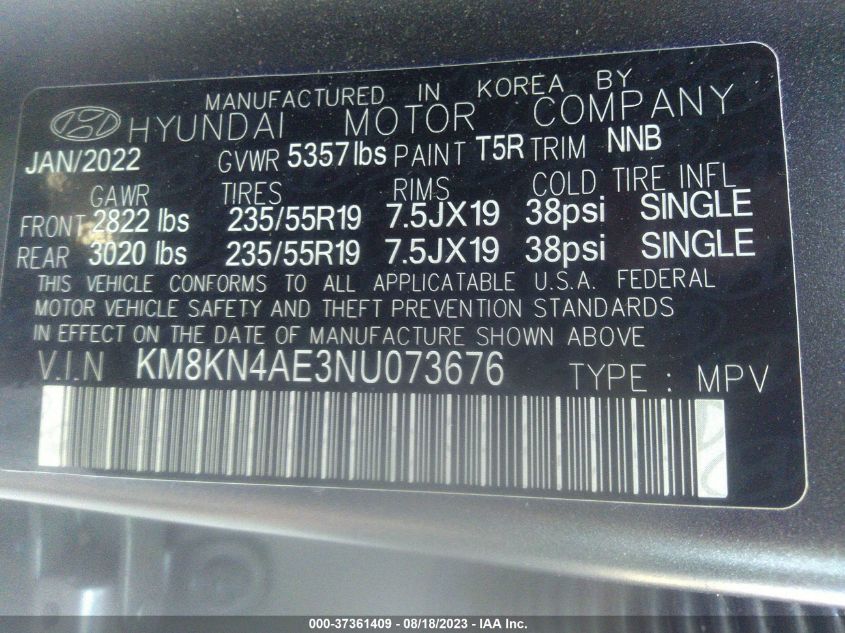 MANUFACTURED IN KOREA BY
HYUNDAI MOTOR COMPANY
JAN/2022 GVWR 5357 lbs PAINT T5R TRIM NNB
GAWR TIRES RIMS COLD TIRE INFL
FRONT 2822 lbs 235/55R19 7.5JX19 38psi SINGLE
REAR 3020 lbs 235/55R19 7.5JX19 38psi SINGLE
THIS VEHICLE CONFORMS TO ALL APPLICATABLE U.S.A. FEDERAL
MOTOR VEHICLE SAFETY AND THEFT PREVENTION STANDARDS
IN EFFECT ON THE DATE OF MANUFACTURE SHOWN ABOVE
V.I.N KM8KN4AE3NU073676 TYPE : MPV
000-37361409 - 08/18/2023 - IAA Inc.